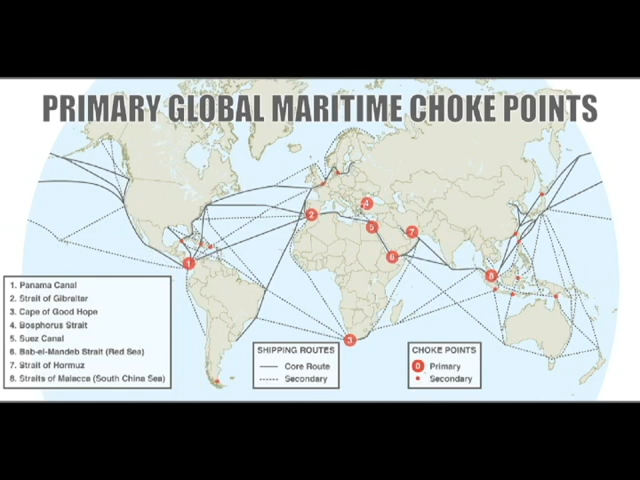 PRIMARY GLOBAL MARITIME CHOKE POINTS
4
2
5
7
6
1
8
3
1. Panama Canal
2. Strait of Gibraltar
3. Cape of Good Hope
4. Bosphorus Strait
5. Suez Canal
6. Bab-el-Mandeb Strait (Red Sea)
7. Strait of Hormuz
8. Straits of Malacca (South China Sea)
SHIPPING ROUTES
Core Route
Secondary
CHOKE POINTS
0 Primary
Secondary